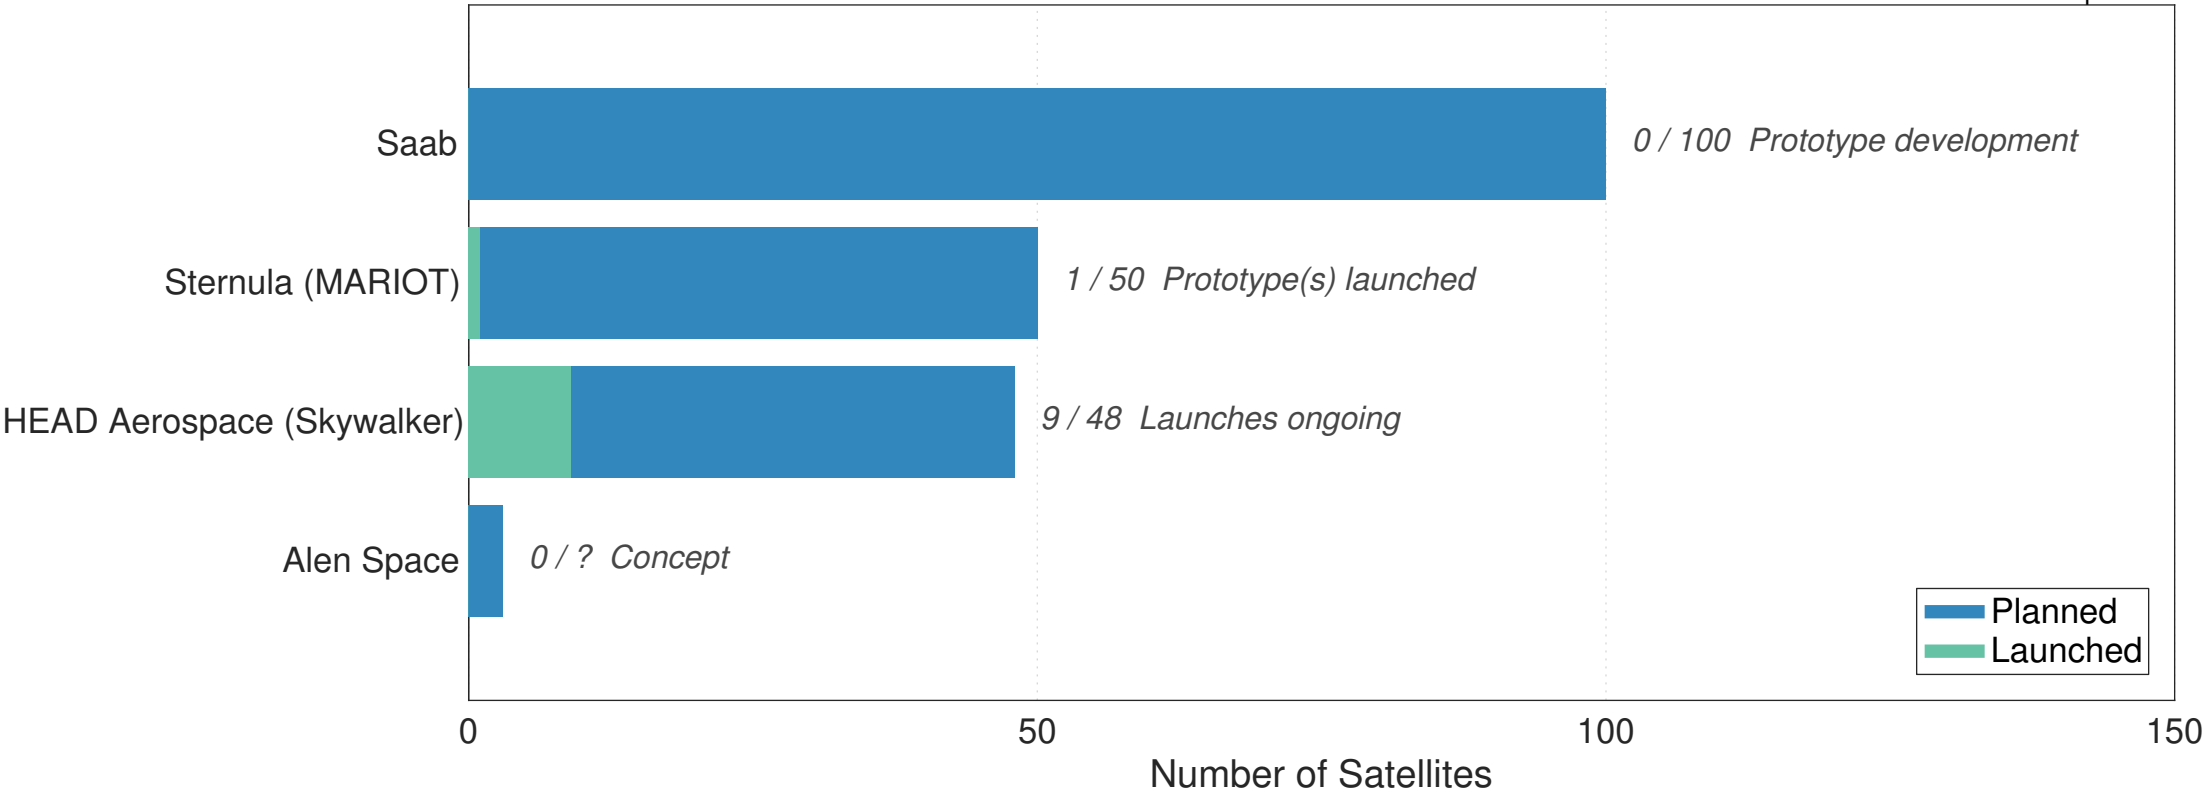 Saab
0 / 100 Prototype development
Sternula (MARIOT)
1 / 50 Prototype(s) launched
HEAD Aerospace (Skywalker)
9 / 48 Launches ongoing
Alen Space
0 / ? Concept
Planned
Launched
0 50 100 150
Number of Satellites